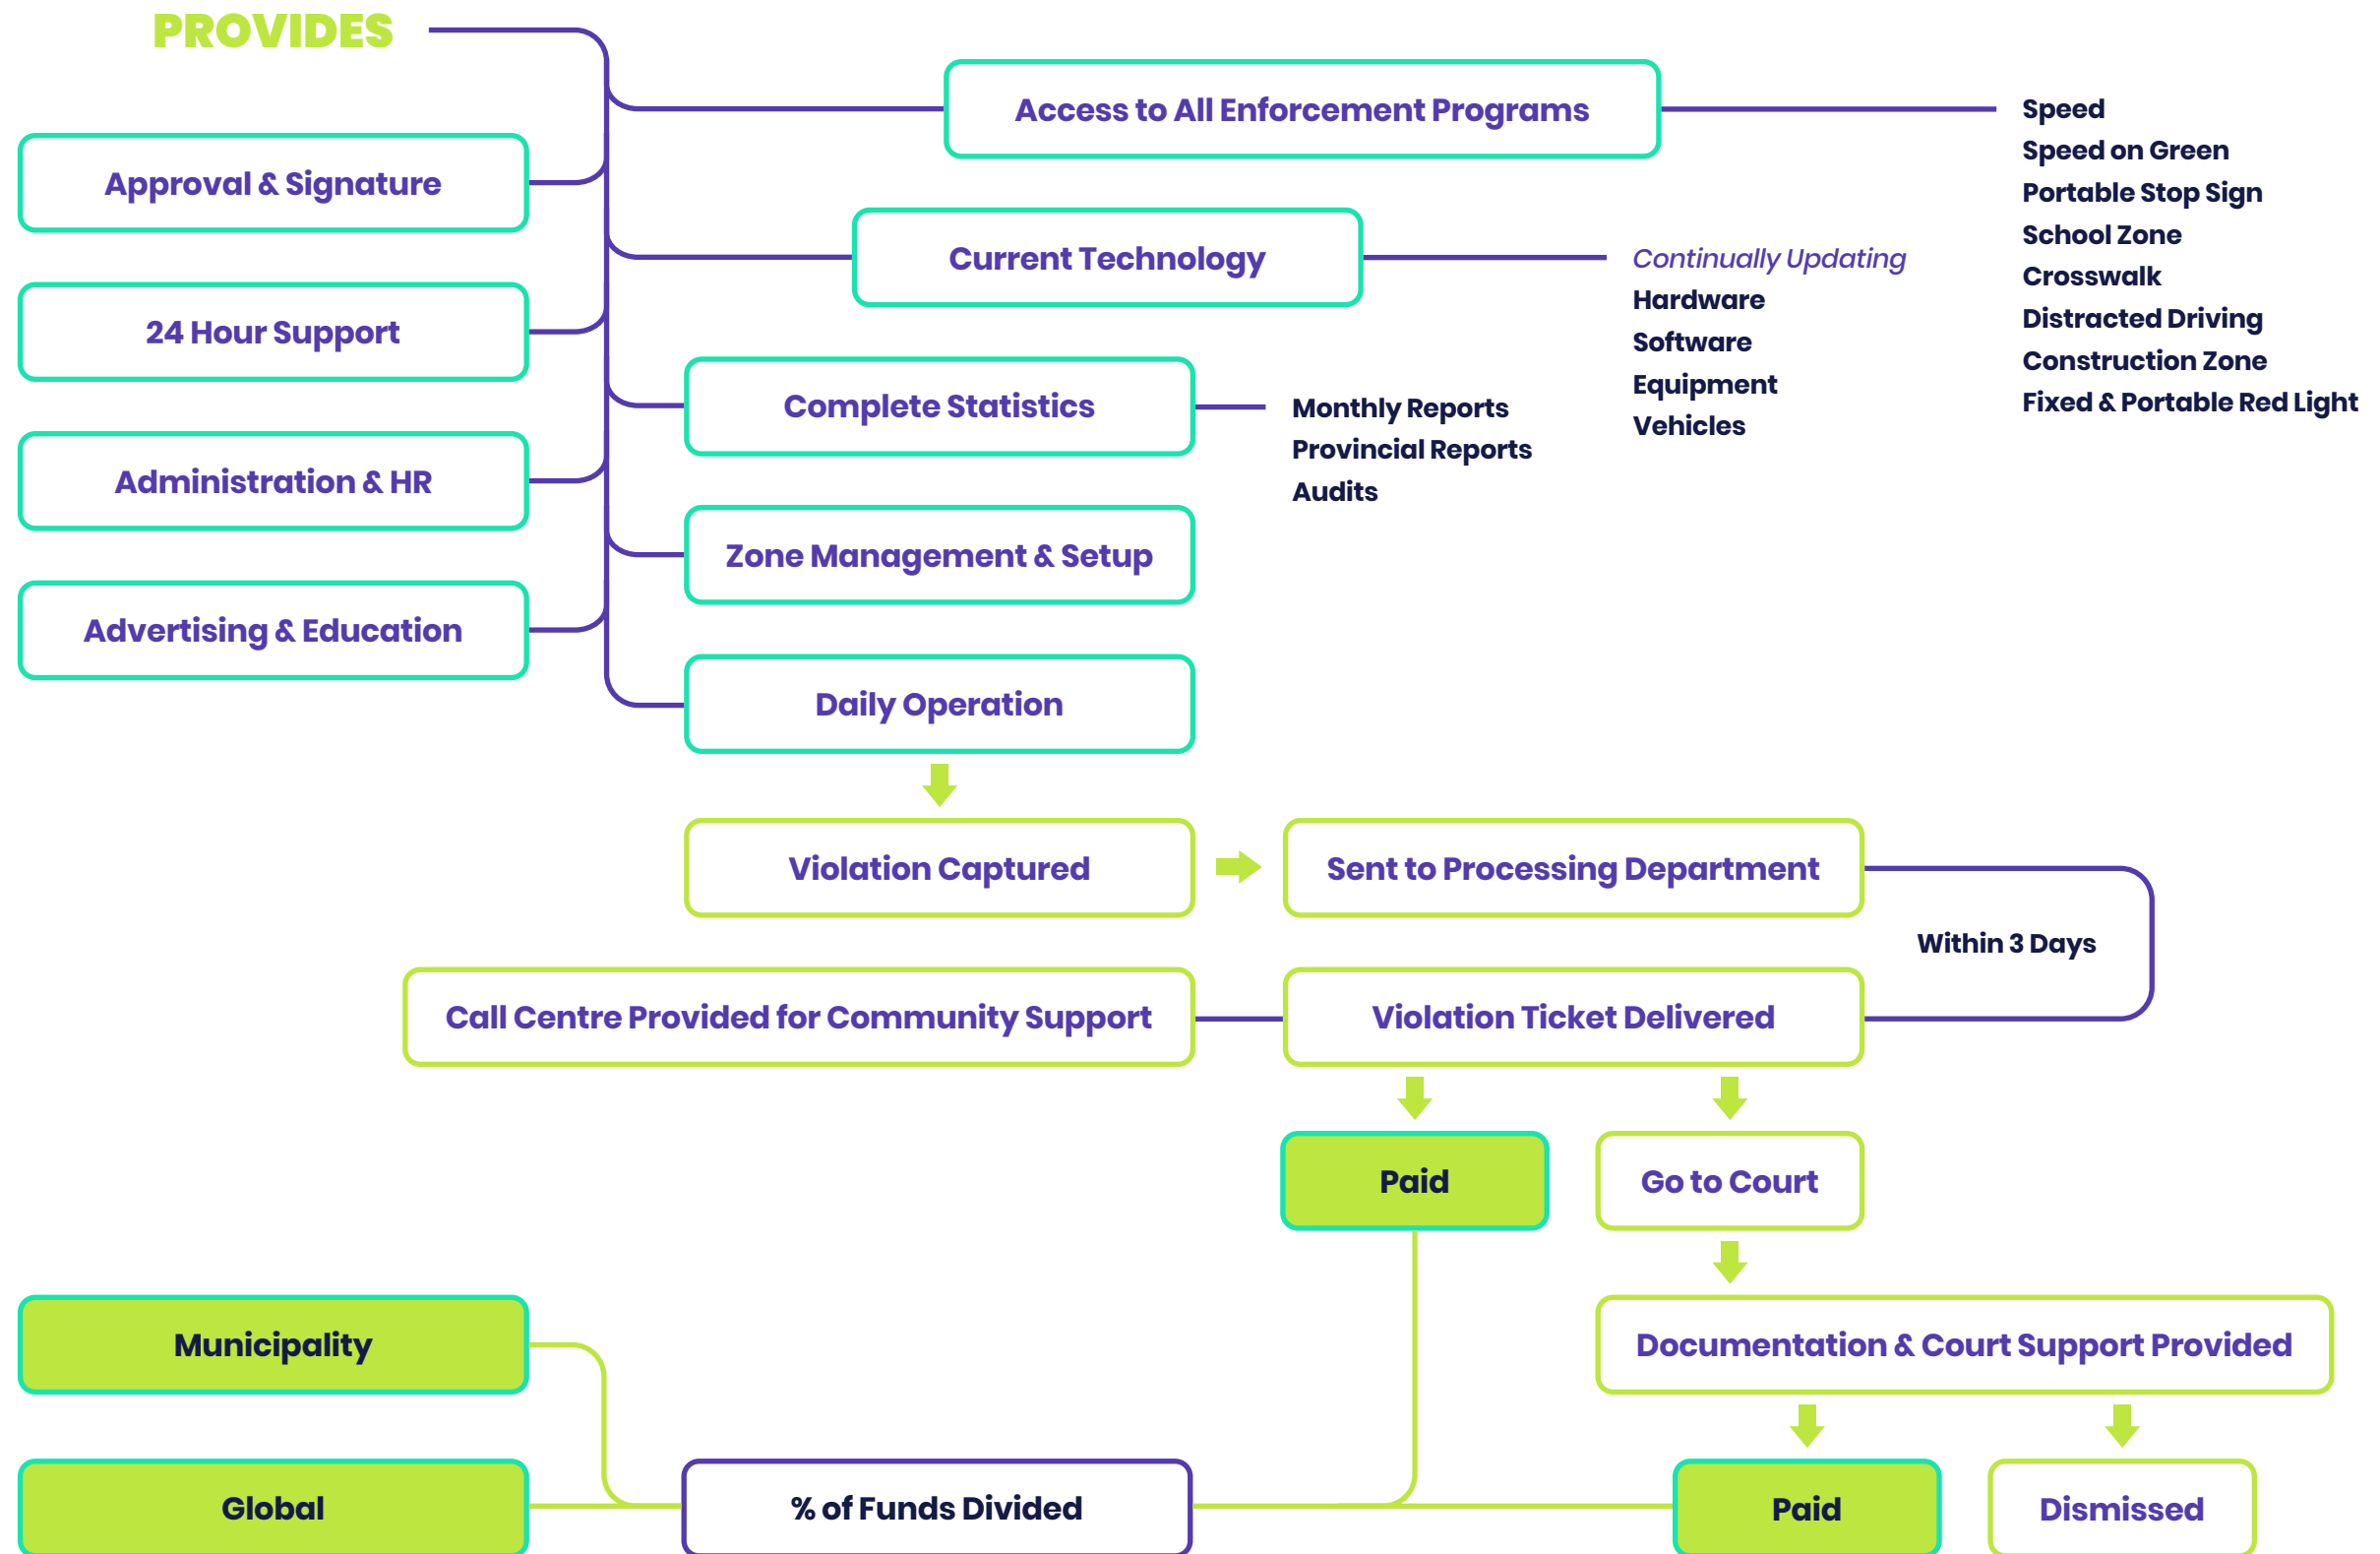 PROVIDES
Approval & Signature
24 Hour Support
Administration & HR
Advertising & Education
Access to All Enforcement Programs
Speed
Speed on Green
Portable Stop Sign
School Zone
Crosswalk
Distracted Driving
Construction Zone
Fixed & Portable Red Light
Current Technology
Continually Updating
Hardware
Software
Equipment
Vehicles
Complete Statistics
Monthly Reports
Provincial Reports
Audits
Zone Management & Setup
Daily Operation
Violation Captured
Sent to Processing Department
Within 3 Days
Call Centre Provided for Community Support
Violation Ticket Delivered
Paid
Go to Court
Municipality
Documentation & Court Support Provided
Global
% of Funds Divided
Paid
Dismissed